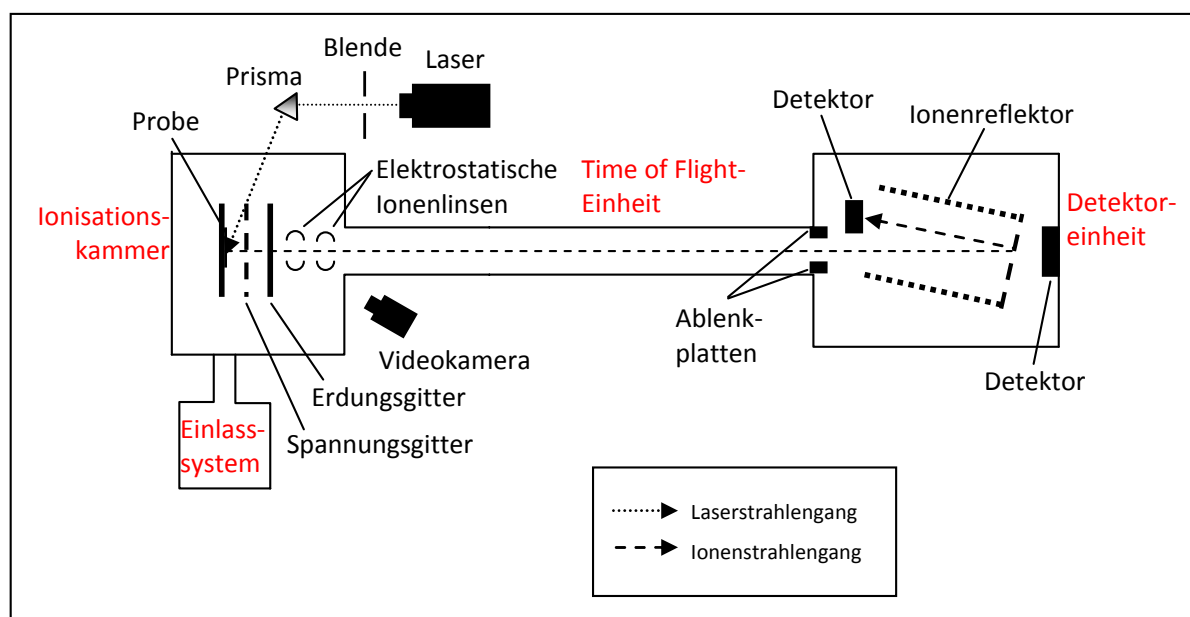 Blende
Laser
Prisma
Probe
Detektor
Ionenreflektor
Elektrostatische
Ionenlinsen
Time of Flight-
Einheit
Ionisations-
kammer
Detektor-
einheit
Ablenk-
platten
Videokamera
Detektor
Erdungsgitter
Einlass-
system
Spannungsgitter
Laserstrahlengang
Ionenstrahlengang